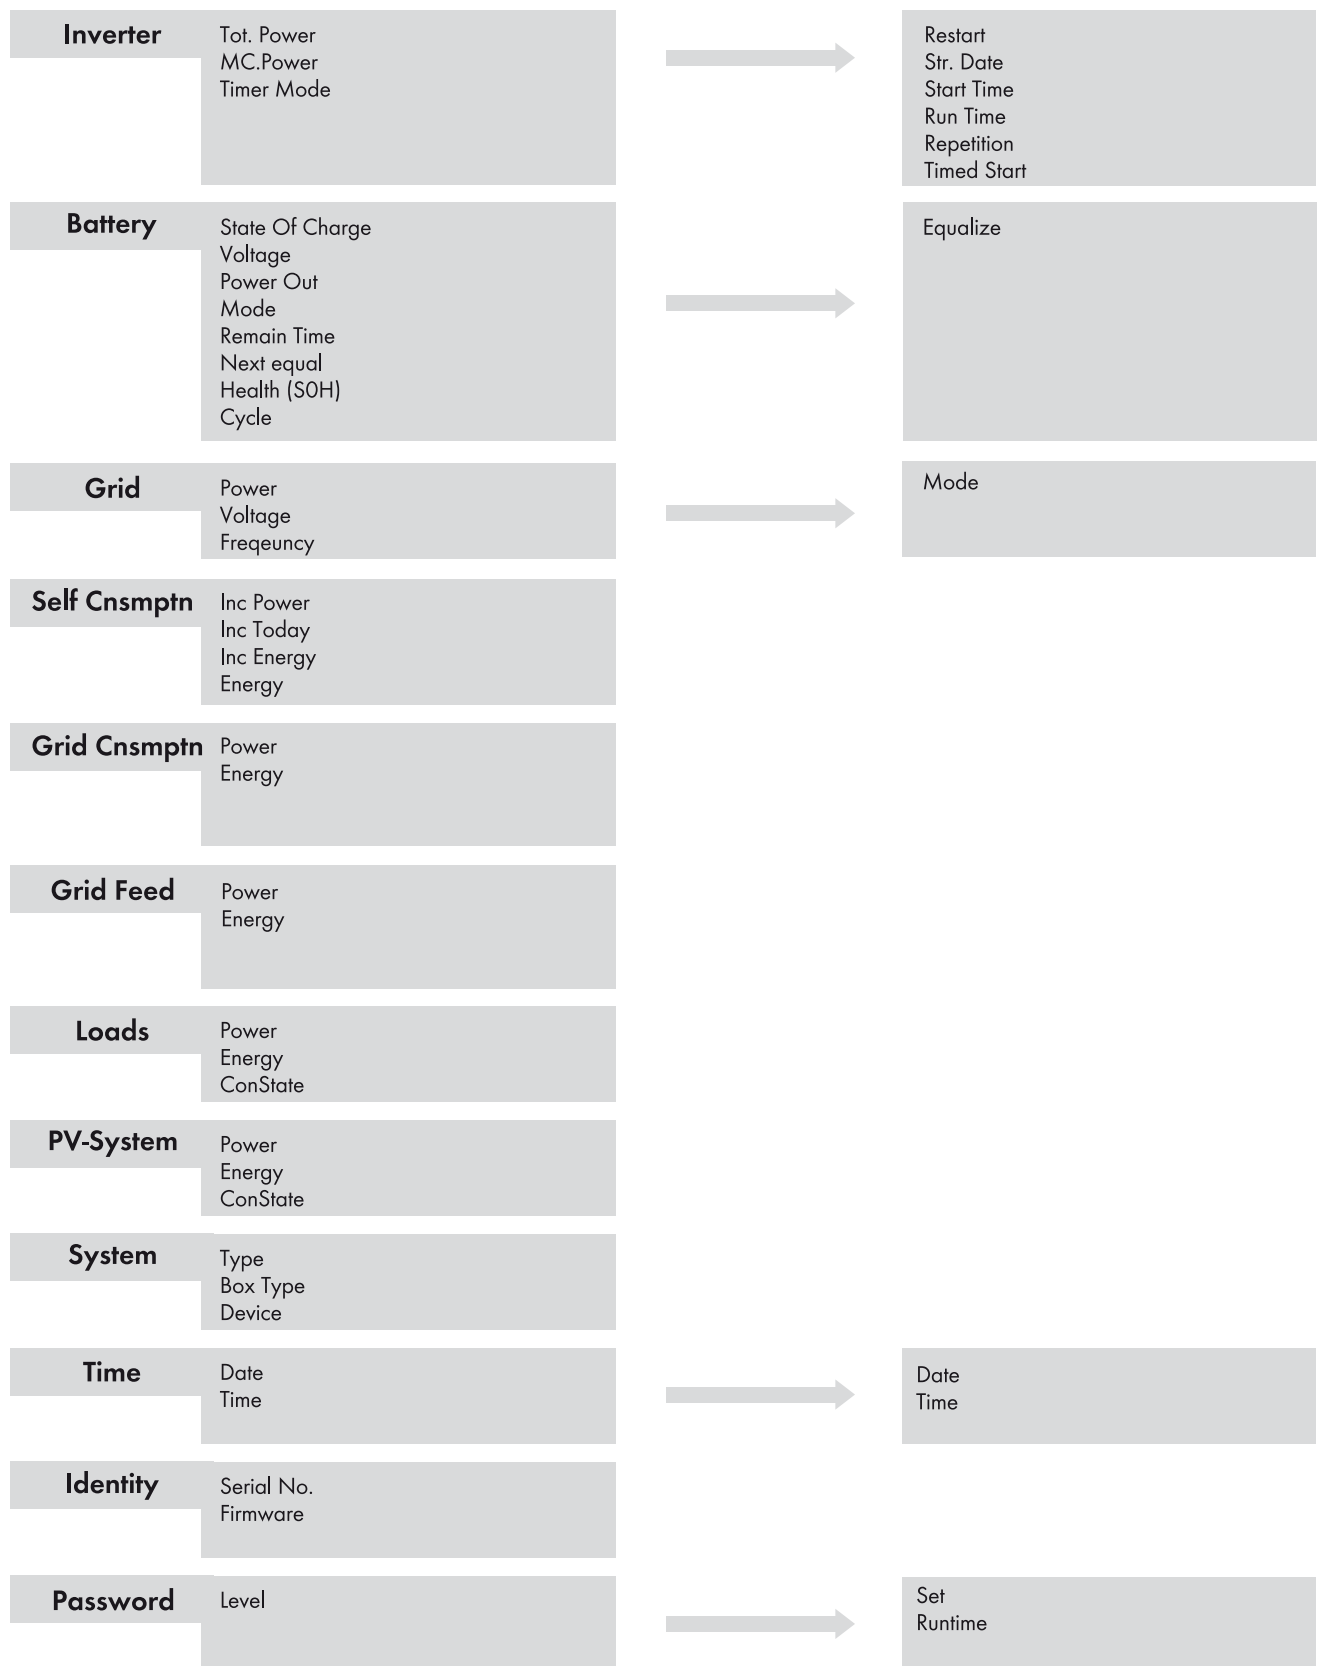 Inverter
Tot. Power
MC.Power
Timer Mode
Restart
Str. Date
Start Time
Run Time
Repetition
Timed Start
Battery
State Of Charge
Voltage
Power Out
Mode
Remain Time
Next equal
Health (S0H)
Cycle
Equalize
Grid
Power
Voltage
Freqeuncy
Mode
Self Cnsmptn
Inc Power
Inc Today
Inc Energy
Energy
Grid Cnsmptn
Power
Energy
Grid Feed
Power
Energy
Loads
Power
Energy
ConState
PV-System
Power
Energy
ConState
System
Type
Box Type
Device
Time
Date
Time
Date
Time
Identity
Serial No.
Firmware
Password
Level
Set
Runtime